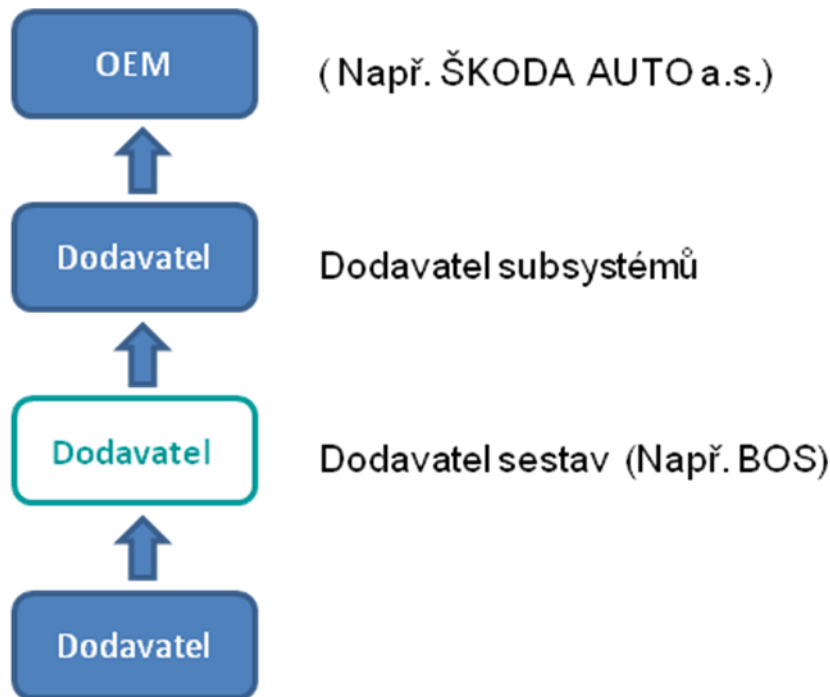 OEM
( Např. ŠKODA AUTO a.s.)
Dodavatel
Dodavatel subsystémů
Dodavatel
Dodavatel sestav (Např. BOS)
Dodavatel